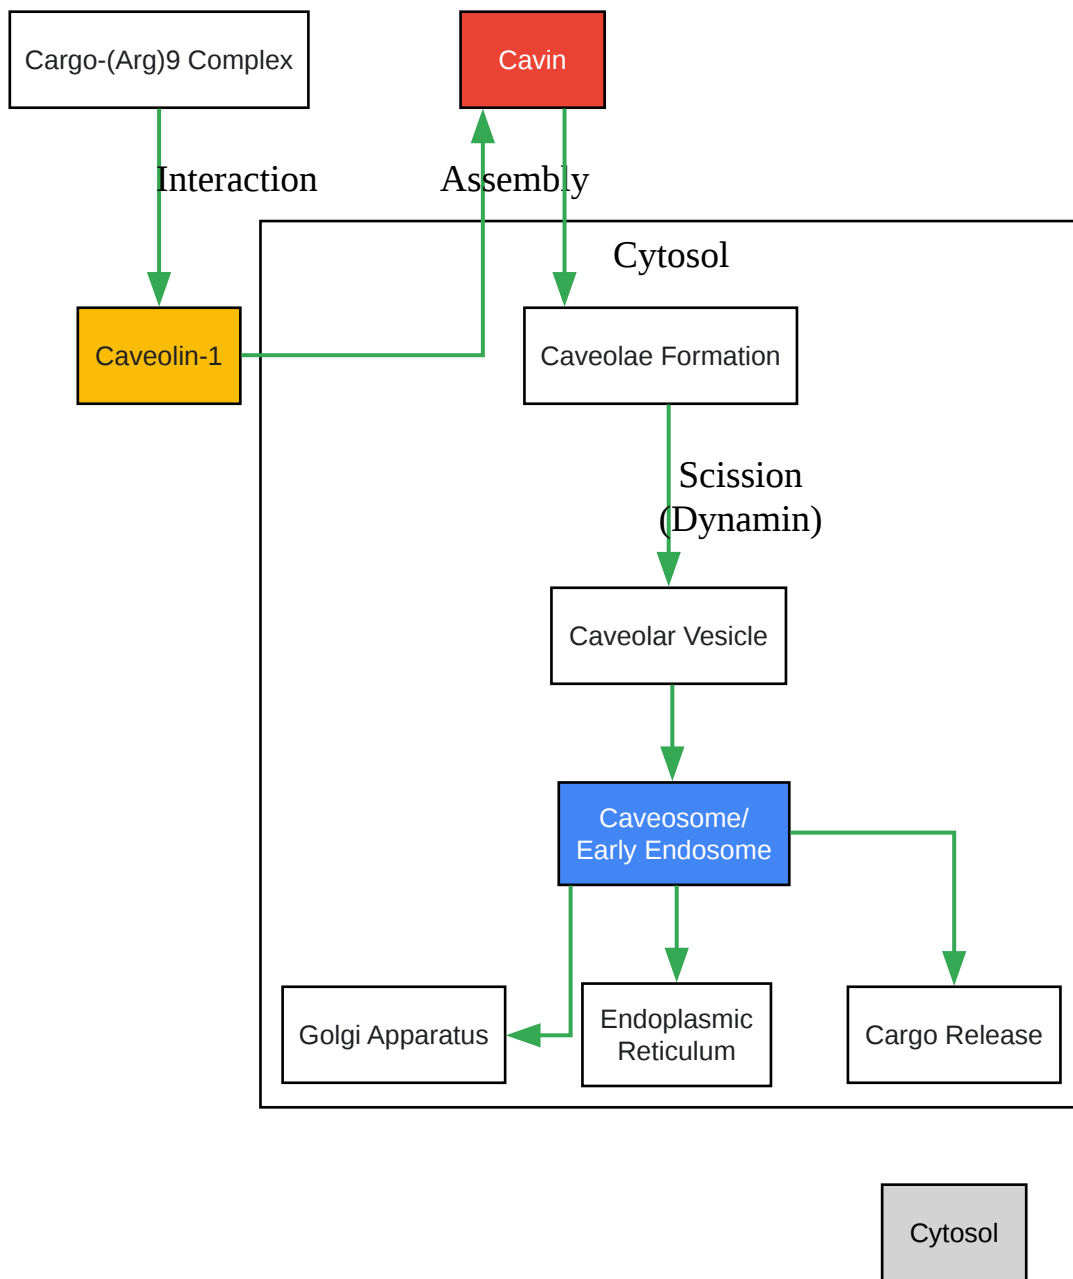 Cargo-(Arg)9 Complex
Cavin
Interaction
Assembly
Cytosol
Caveolin-1
Caveolae Formation
Scission
(Dynamin)
Caveolar Vesicle
Caveosome/
Early Endosome
Golgi Apparatus
Endoplasmic
Reticulum
Cargo Release
Cytosol